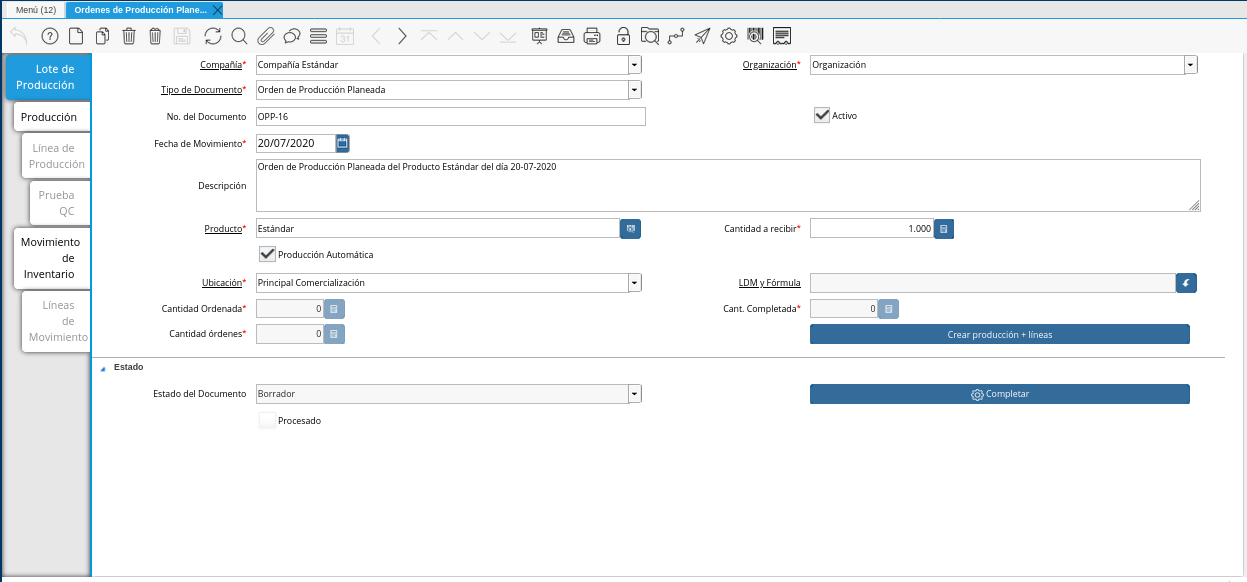 Menú (12)
Ordenes de Producción Plane...
31
Lote de
Producción
Producción
Línea de
Producción
Prueba
QC
Movimiento
de
Inventario
Líneas
de
Movimiento
Compañía* Compañía Estándar
Organización* Organización
Tipo de Documento* Orden de Producción Planeada
No. del Documento OPP-16
Activo
Fecha de Movimiento* 20/07/2020
Descripción Orden de Producción Planeada del Producto Estándar del día 20-07-2020
Producto* Estándar
Cantidad a recibir* 1.000
Producción Automática
Ubicación* Principal Comercialización
LDM y Fórmula
Cantidad Ordenada* 0
Cant. Completada* 0
Cantidad órdenes* 0
Crear producción + líneas
Estado
Estado del Documento Borrador
Completar
Procesado